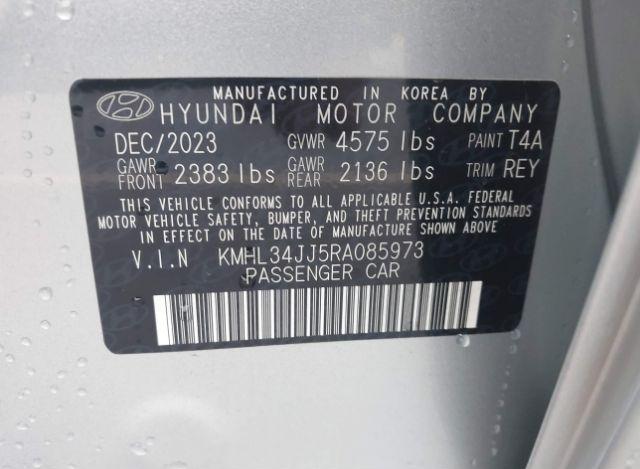 MANUFACTURED IN KOREA BY
HYUNDAI MOTOR COMPANY
DEC/2023 GVWR 4575 lbs PAINT T4A
GAWR FRONT 2383 lbs GAWR REAR 2136 lbs TRIM REY
THIS VEHICLE CONFORMS TO ALL APPLICABLE U.S.A. FEDERAL
MOTOR VEHICLE SAFETY, BUMPER, AND THEFT PREVENTION STANDARDS
IN EFFECT ON THE DATE OF MANUFACTURE SHOWN ABOVE.
V.I.N KMHL34JJ5RA085973
PASSENGER CAR